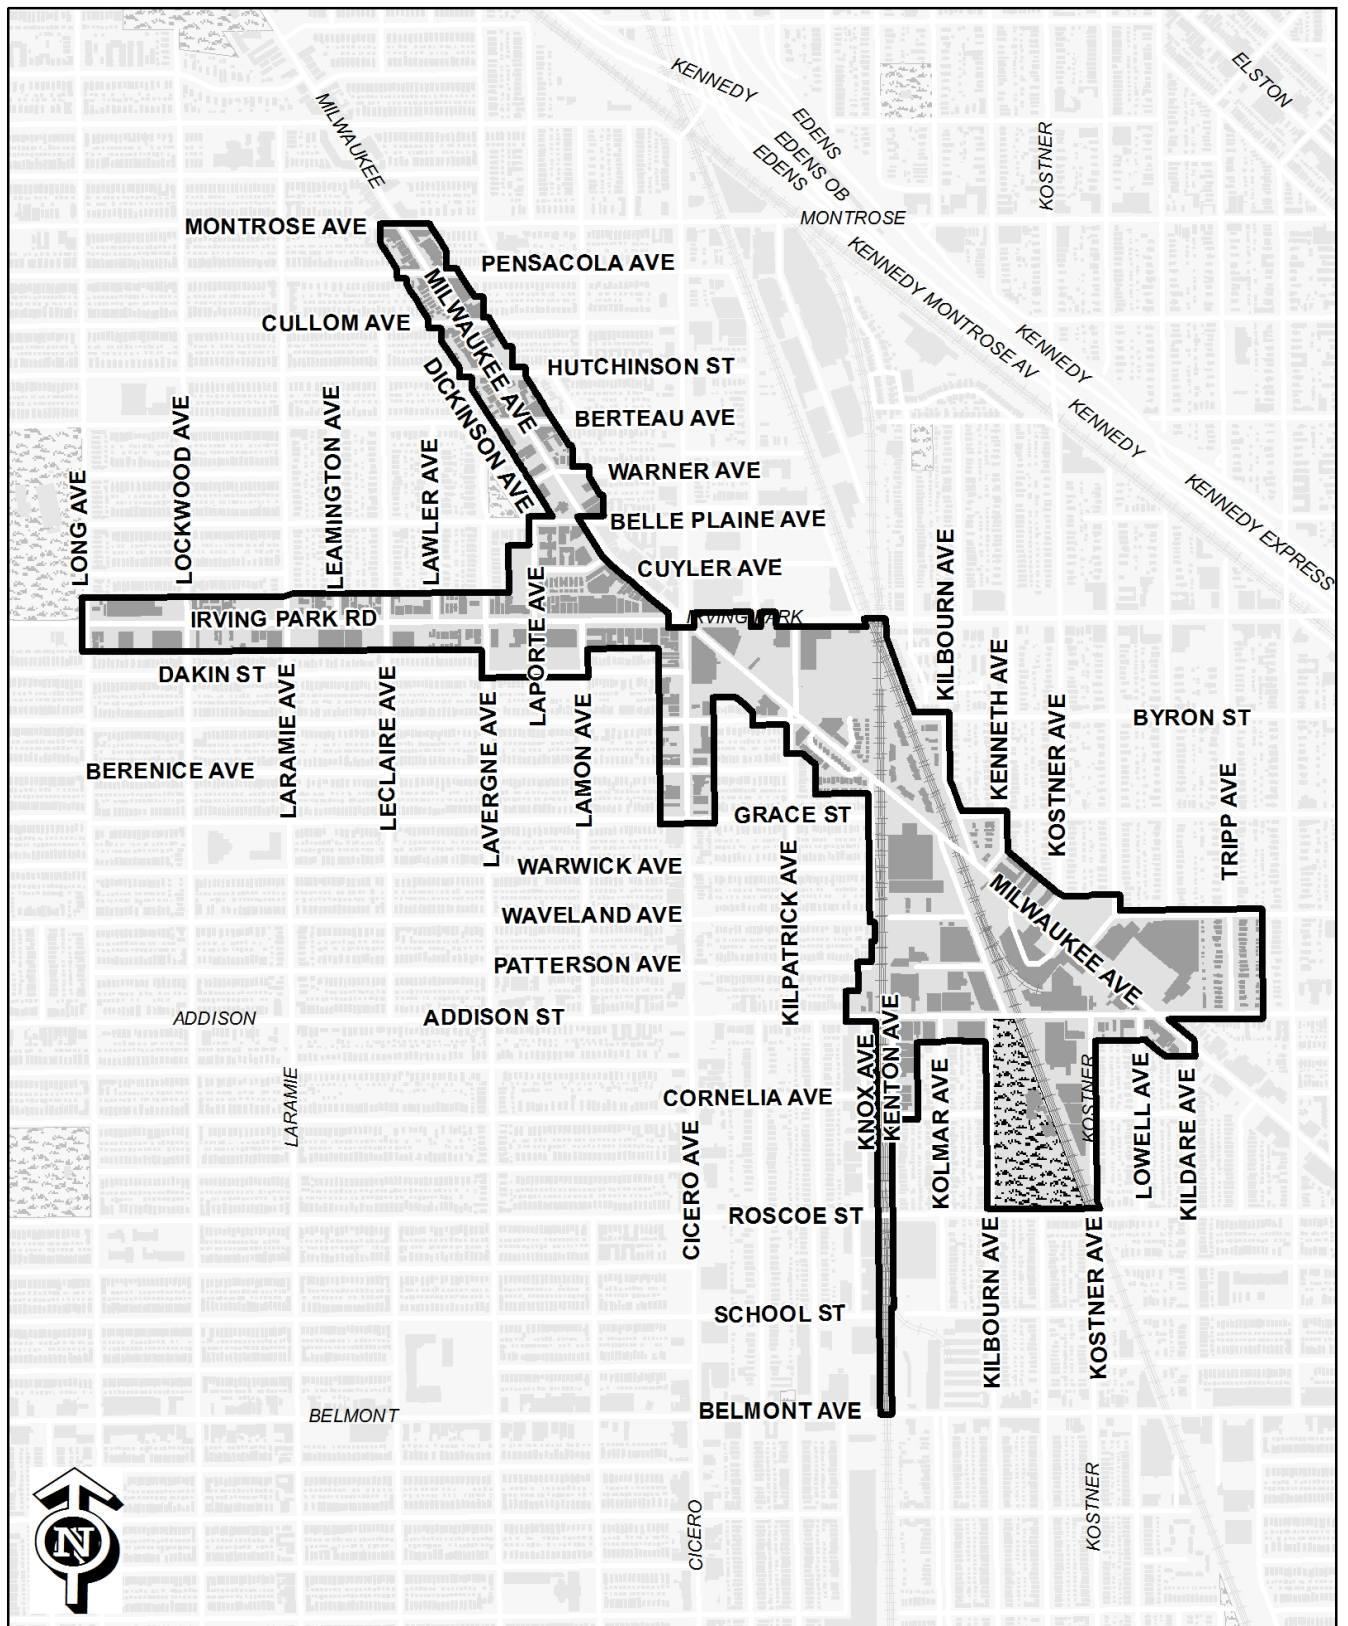 KENNEDY
ELSTON
MILWAUKEE
EDENS
EDENS OB
EDENS
KOSTNER
MONTROSE AVE
MONTROSE
PENSACOLA AVE
KENNEDY MONTROSE AV
MILWAUKEE AVE
CULLOM AVE
KENNEDY
HUTCHINSON ST
DICKINSON AVE
BERTEAU AVE
KENNEDY
LOCKWOOD AVE
LEAMINGTON AVE
LAWLER AVE
LONG AVE
WARNER AVE
KENNEDY EXPRESS
BELLE PLAINE AVE
CUYLER AVE
KILBOURN AVE
IRVING PARK RD
IRVING PARK
LAPORTE AVE
DAKIN ST
LARAMIE AVE
LECLAIRE AVE
LAVERGNE AVE
LAMON AVE
KENNETH AVE
KOSTNER AVE
BYRON ST
BERENICE AVE
TRIPP AVE
GRACE ST
WARWICK AVE
KILPATRICK AVE
MILWAUKEE AVE
WAVELAND AVE
PATTERSON AVE
ADDISON
ADDISON ST
KNOX AVE
KENTON AVE
LARAMIE
CORNELIA AVE
KOLMAR AVE
KOSTNER
LOWELL AVE
KILDARE AVE
CICERO AVE
ROSCOE ST
KILBOURN AVE
KOSTNER AVE
SCHOOL ST
BELMONT
BELMONT AVE
CICERO
KOSTNER
N